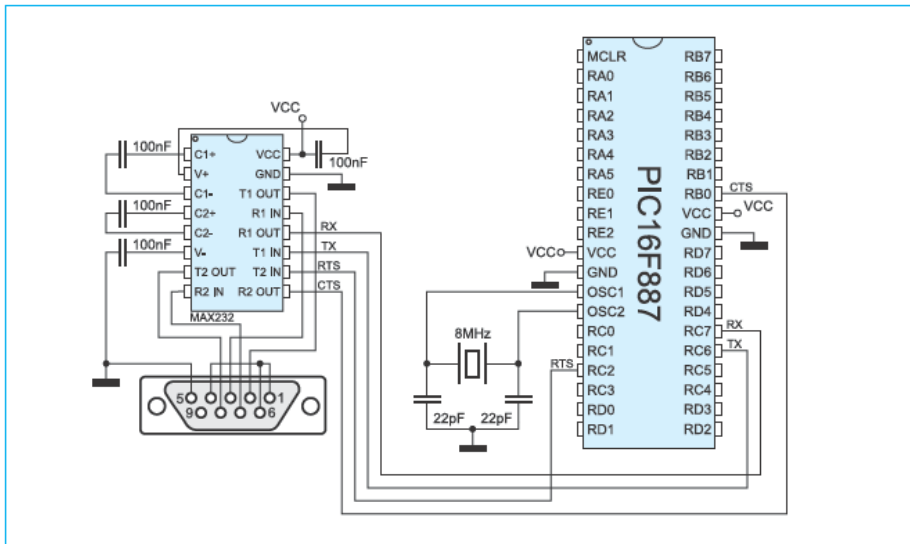 VCC
100nF
C1+
V+
C1-
C2+
C2-
V-
T2 OUT
R2 IN
100nF
100nF
VCC
GND
T1 OUT
R1 IN
R1 OUT
T1 IN
T2 IN
R2 OUT
100nF
MAX232
RX
TX
RTS
CTS
5
1
9
6
MCLR
RA0
RA1
RA2
RA3
RA4
RA5
RE0
RE1
RE2
VCC
GND
OSC1
OSC2
RC0
RC1
RC2
RC3
RD0
RD1
PIC16F887
RB7
RB6
RB5
RB4
RB3
RB2
RB1
RB0
VCC
GND
RD7
RD6
RD5
RD4
RC7
RC6
RC5
RC4
RD3
RD2
CTS
VCC
VCC
8MHz
RTS
22pF
22pF
RX
TX